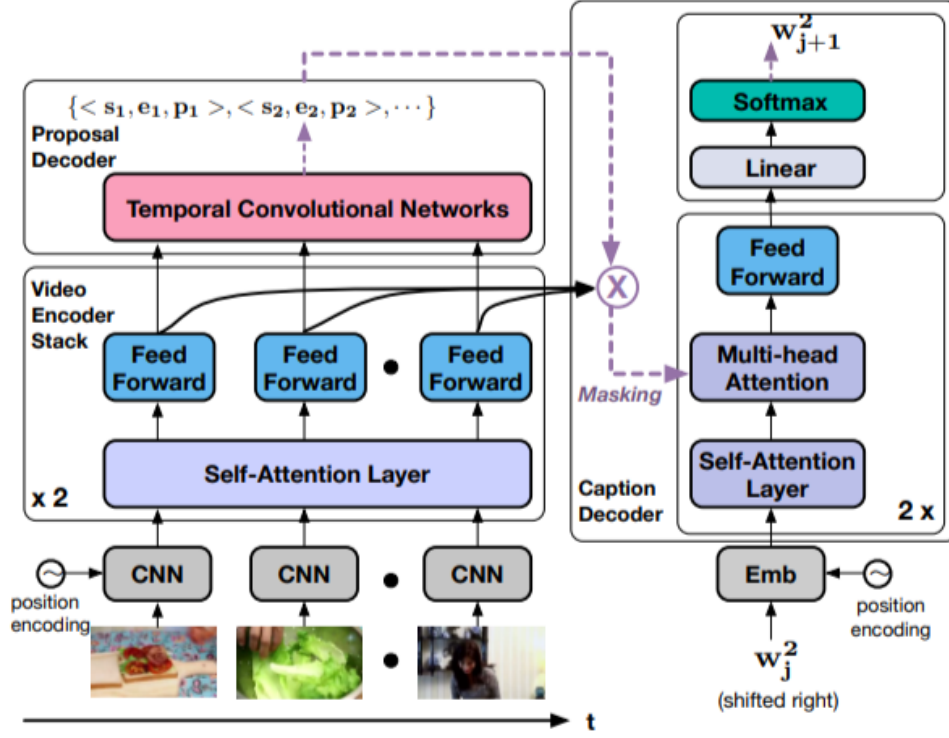 {< s₁, e₁, p₁ >, < s₂, e₂, p₂ >, ⋯}
Proposal
Decoder
Temporal Convolutional Networks
Video
Encoder
Stack
Feed
Forward
Feed
Forward
Feed
Forward
Self-Attention Layer
x 2
CNN
CNN
CNN
position
encoding
t
X
Masking
w²ⱼ₊₁
Softmax
Linear
Feed
Forward
Multi-head
Attention
Self-Attention
Layer
Caption
Decoder
2 x
Emb
position
encoding
w²ⱼ
(shifted right)